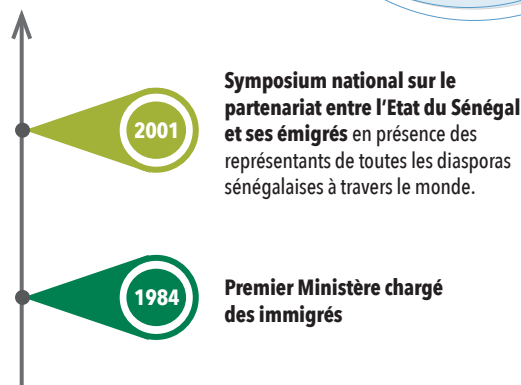 2001
Symposium national sur le
partenariat entre l'Etat du Sénégal
et ses émigrés en présence des
représentants de toutes les diasporas
sénégalaises à travers le monde.
1984
Premier Ministère chargé
des immigrés